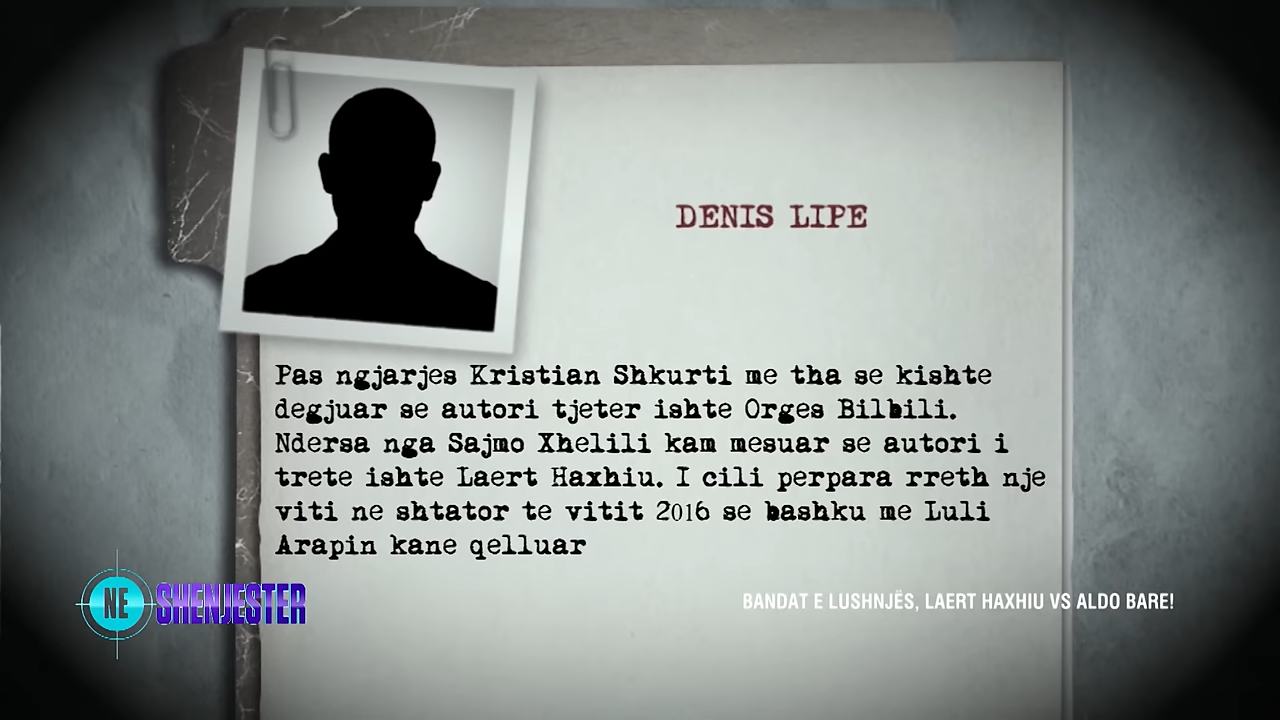 DENIS LIPE
Pas ngjarjes Kristian Shkurti me tha se kishte
degjuar se autori tjeter ishte Orges Bilbili.
Ndersa nga Sajmo Xhelili kam mesuar se autori i
trete ishte Laert Haxhiu. I cili perpara rreth nje
viti ne shtator te vitit 2016 se bashku me Luli
Arapin kane qelluar
NE SHENJESTER
BANDAT E LUSHNJËS, LAERT HAXHIU VS ALDO BARE!